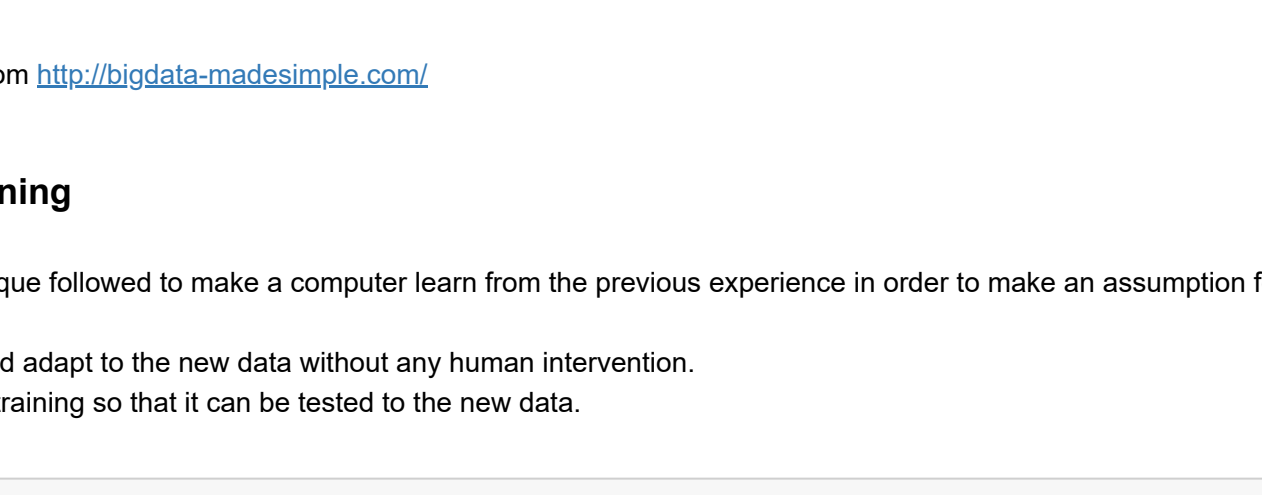 om http://bigdata-madesimple.com/
ning
que followed to make a computer learn from the previous experience in order to make an assumption f
d adapt to the new data without any human intervention.
training so that it can be tested to the new data.